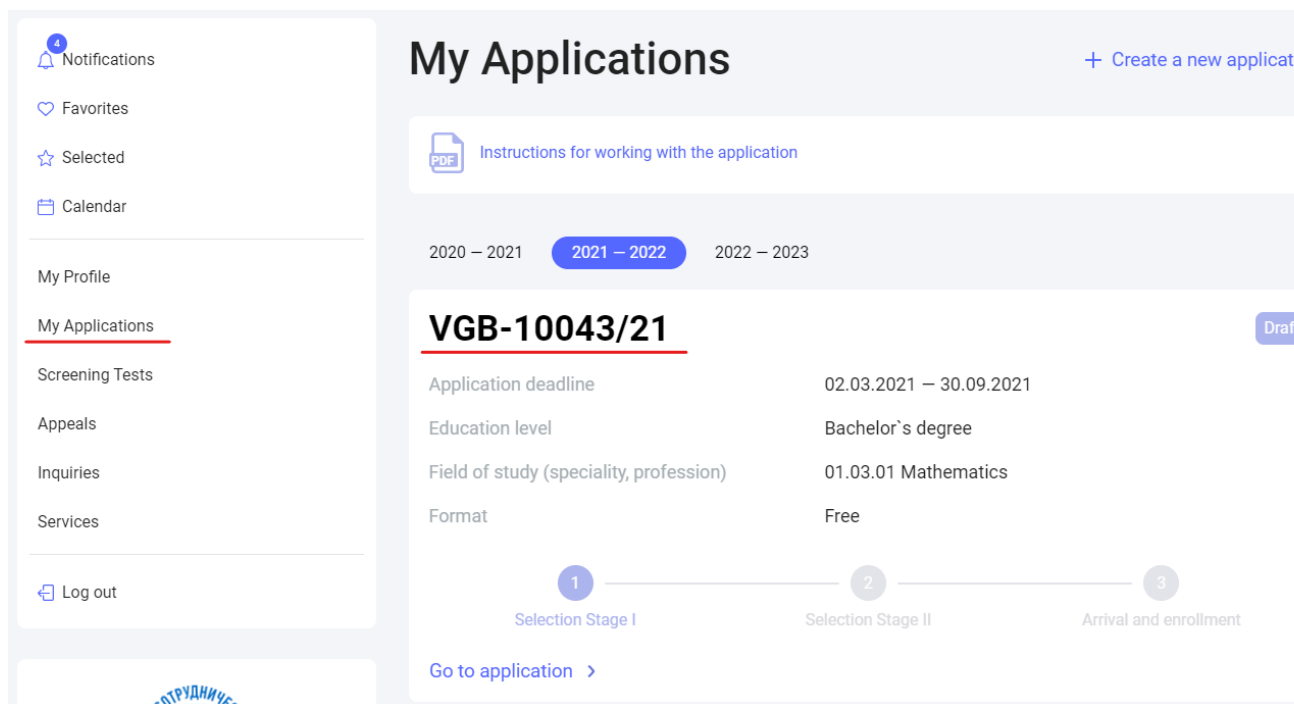 4
Notifications
Favorites
Selected
Calendar
My Profile
My Applications
Screening Tests
Appeals
Inquiries
Services
Log out
My Applications
+ Create a new applicat
PDF
Instructions for working with the application
2020 — 2021
2021 — 2022
2022 — 2023
VGB-10043/21
Draf
Application deadline 02.03.2021 — 30.09.2021
Education level Bachelor`s degree
Field of study (speciality, profession) 01.03.01 Mathematics
Format Free
1 2 3
Selection Stage I Selection Stage II Arrival and enrollment
Go to application >